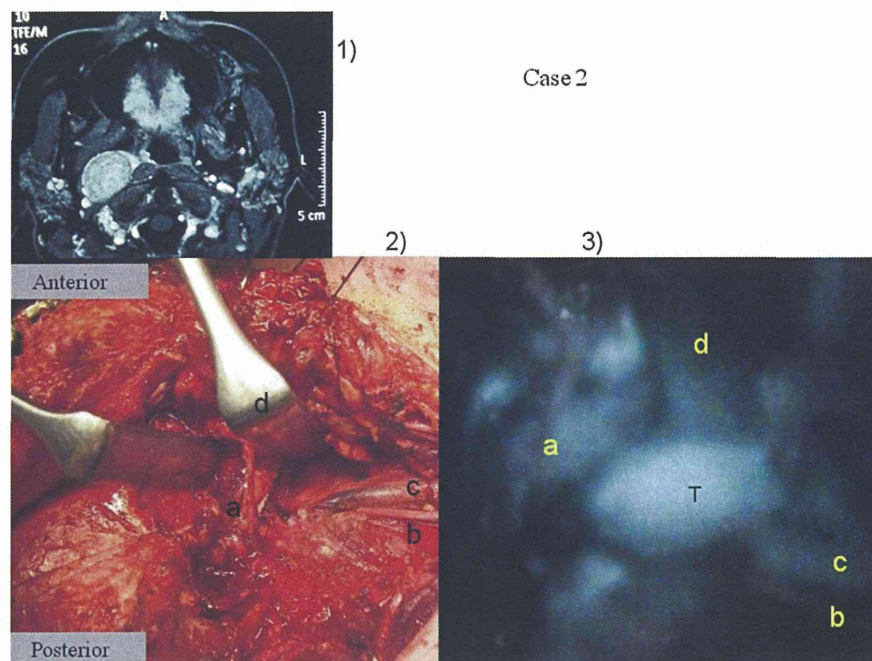 10
A
TFE/M
16
1)
Case 2
L
5 cm
2)
3)
Anterior
d
d
a
T
c
a
c
b
b
Posterior